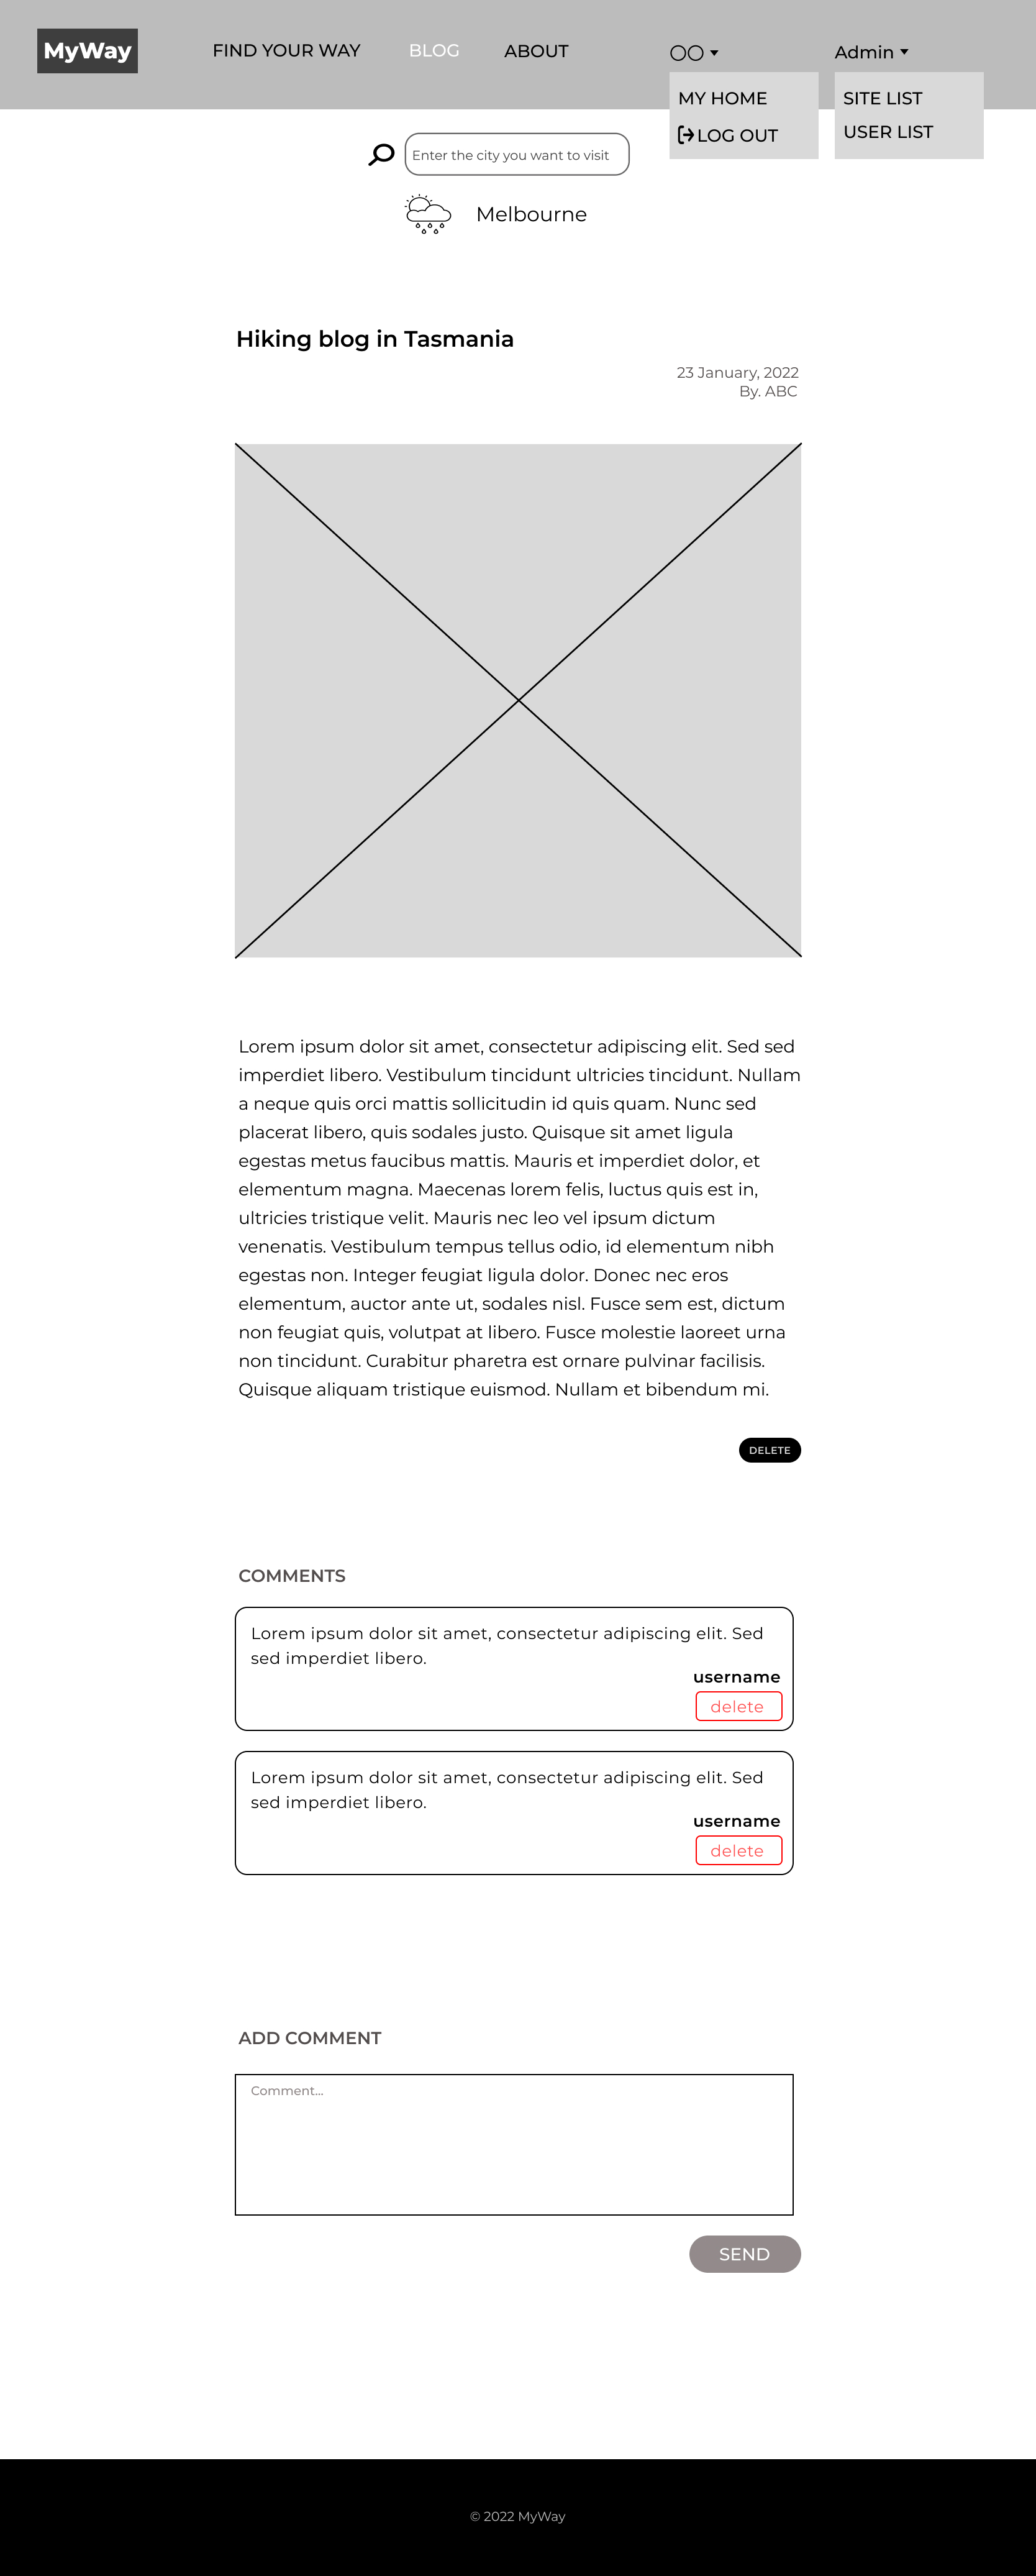 MyWay
FIND YOUR WAY
BLOG
ABOUT
○○
Admin
MY HOME
LOG OUT
SITE LIST
USER LIST
Enter the city you want to visit
Melbourne
Hiking blog in Tasmania
23 January, 2022
By. ABC
Lorem ipsum dolor sit amet, consectetur adipiscing elit. Sed sed
imperdiet libero. Vestibulum tincidunt ultricies tincidunt. Nullam
a neque quis orci mattis sollicitudin id quis quam. Nunc sed
placerat libero, quis sodales justo. Quisque sit amet ligula
egestas metus faucibus mattis. Mauris et imperdiet dolor, et
elementum magna. Maecenas lorem felis, luctus quis est in,
ultricies tristique velit. Mauris nec leo vel ipsum dictum
venenatis. Vestibulum tempus tellus odio, id elementum nibh
egestas non. Integer feugiat ligula dolor. Donec nec eros
elementum, auctor ante ut, sodales nisl. Fusce sem est, dictum
non feugiat quis, volutpat at libero. Fusce molestie laoreet urna
non tincidunt. Curabitur pharetra est ornare pulvinar facilisis.
Quisque aliquam tristique euismod. Nullam et bibendum mi.
DELETE
COMMENTS
Lorem ipsum dolor sit amet, consectetur adipiscing elit. Sed
sed imperdiet libero.
username
delete
Lorem ipsum dolor sit amet, consectetur adipiscing elit. Sed
sed imperdiet libero.
username
delete
ADD COMMENT
Comment...
SEND
© 2022 MyWay